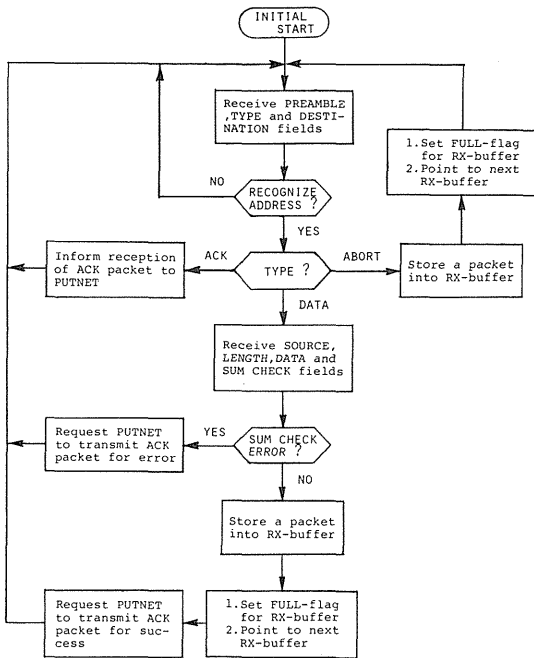 INITIAL
START
Receive PREAMBLE
,TYPE and DESTI-
NATION fields
1.Set FULL-flag
for RX-buffer
2.Point to next
RX-buffer
NO
RECOGNIZE
ADDRESS ?
YES
Inform reception
of ACK packet to
PUTNET
ACK
TYPE ?
ABORT
Store a packet
into RX-buffer
DATA
Receive SOURCE,
LENGTH,DATA and
SUM CHECK fields
Request PUTNET
to transmit ACK
packet for error
YES
SUM CHECK
ERROR ?
NO
Store a packet
into RX-buffer
Request PUTNET
to transmit ACK
packet for suc-
cess
1.Set FULL-flag
for RX-buffer
2.Point to next
RX-buffer